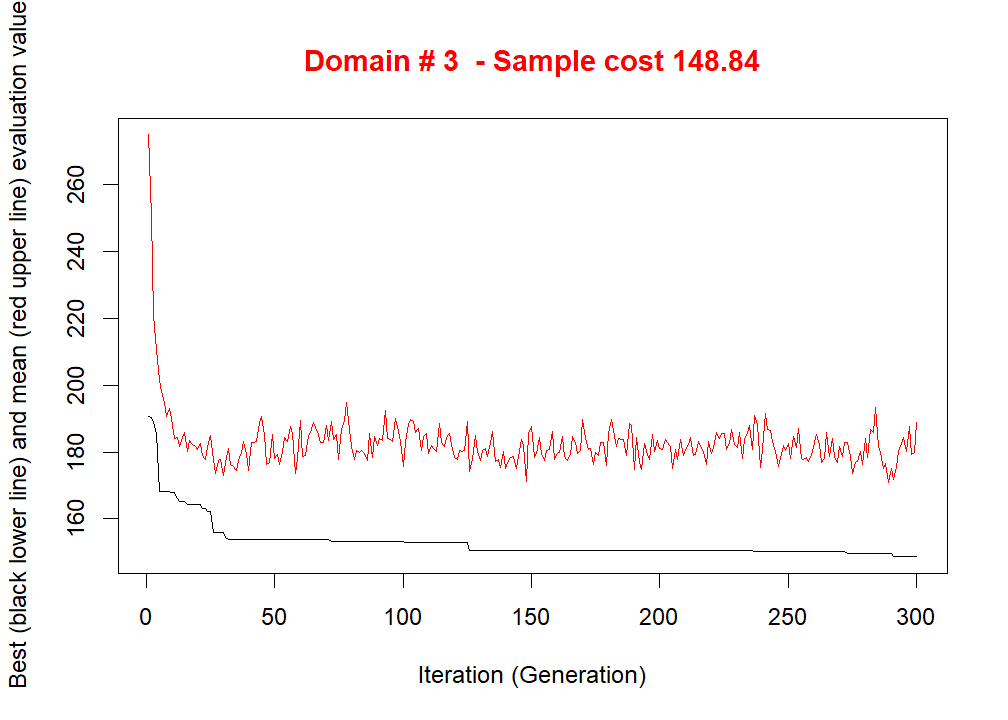 Domain # 3  - Sample cost 148.84
Best (black lower line) and mean (red upper line) evaluation value
260
240
220
200
180
160
0 50 100 150 200 250 300
Iteration (Generation)